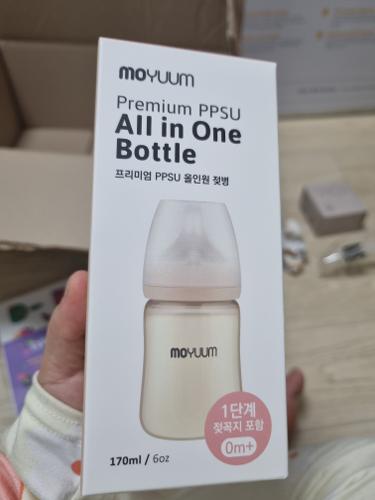 moyuum
Premium PPSU
All in One
Bottle
프리미엄 PPSU 올인원 젖병
moyuum
1단계
젖꼭지 포함
0m+
170ml / 6oz